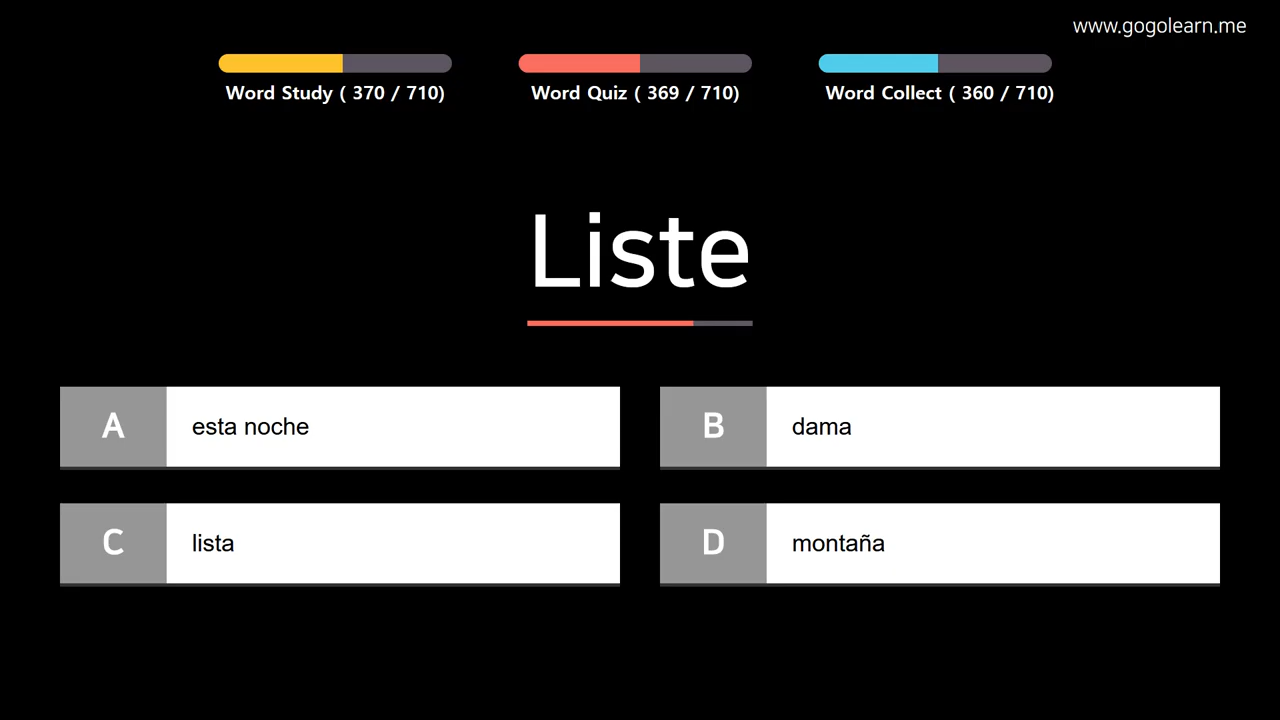 www.gogolearn.me
Word Study ( 370 / 710)
Word Quiz ( 369 / 710)
Word Collect ( 360 / 710)
Liste
A esta noche
B dama
C lista
D montaña